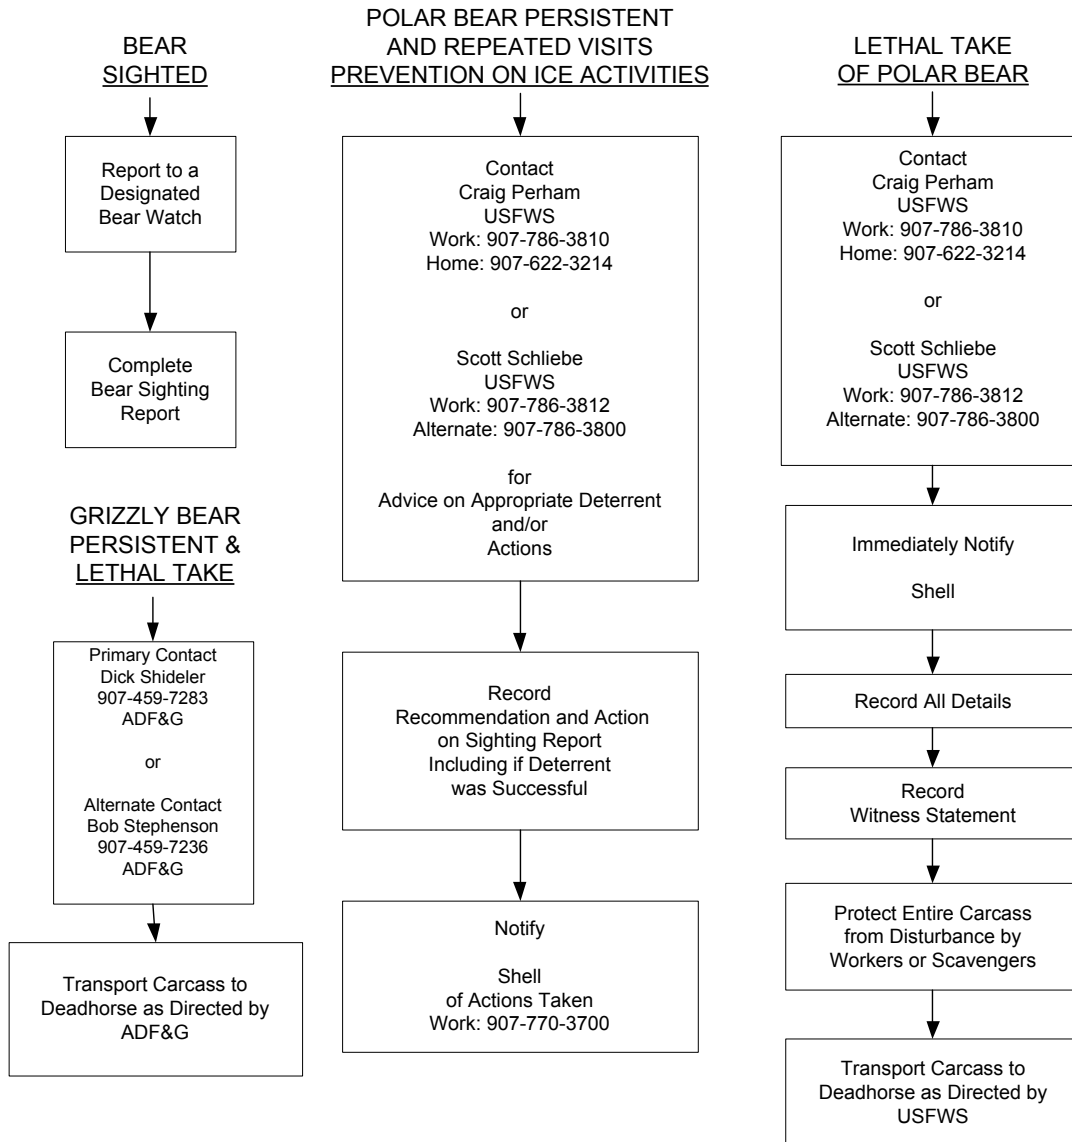 BEAR
SIGHTED
Report to a
Designated
Bear Watch
Complete
Bear Sighting
Report
GRIZZLY BEAR
PERSISTENT &
LETHAL TAKE
Primary Contact
Dick Shideler
907-459-7283
ADF&G
or
Alternate Contact
Bob Stephenson
907-459-7236
ADF&G
Transport Carcass to
Deadhorse as Directed by
ADF&G
POLAR BEAR PERSISTENT
AND REPEATED VISITS
PREVENTION ON ICE ACTIVITIES
Contact
Craig Perham
USFWS
Work: 907-786-3810
Home: 907-622-3214
or
Scott Schliebe
USFWS
Work: 907-786-3812
Alternate: 907-786-3800
for
Advice on Appropriate Deterrent
and/or
Actions
Record
Recommendation and Action
on Sighting Report
Including if Deterrent
was Successful
Notify
Shell
of Actions Taken
Work: 907-770-3700
LETHAL TAKE
OF POLAR BEAR
Contact
Craig Perham
USFWS
Work: 907-786-3810
Home: 907-622-3214
or
Scott Schliebe
USFWS
Work: 907-786-3812
Alternate: 907-786-3800
Immediately Notify
Shell
Record All Details
Record
Witness Statement
Protect Entire Carcass
from Disturbance by
Workers or Scavengers
Transport Carcass to
Deadhorse as Directed by
USFWS